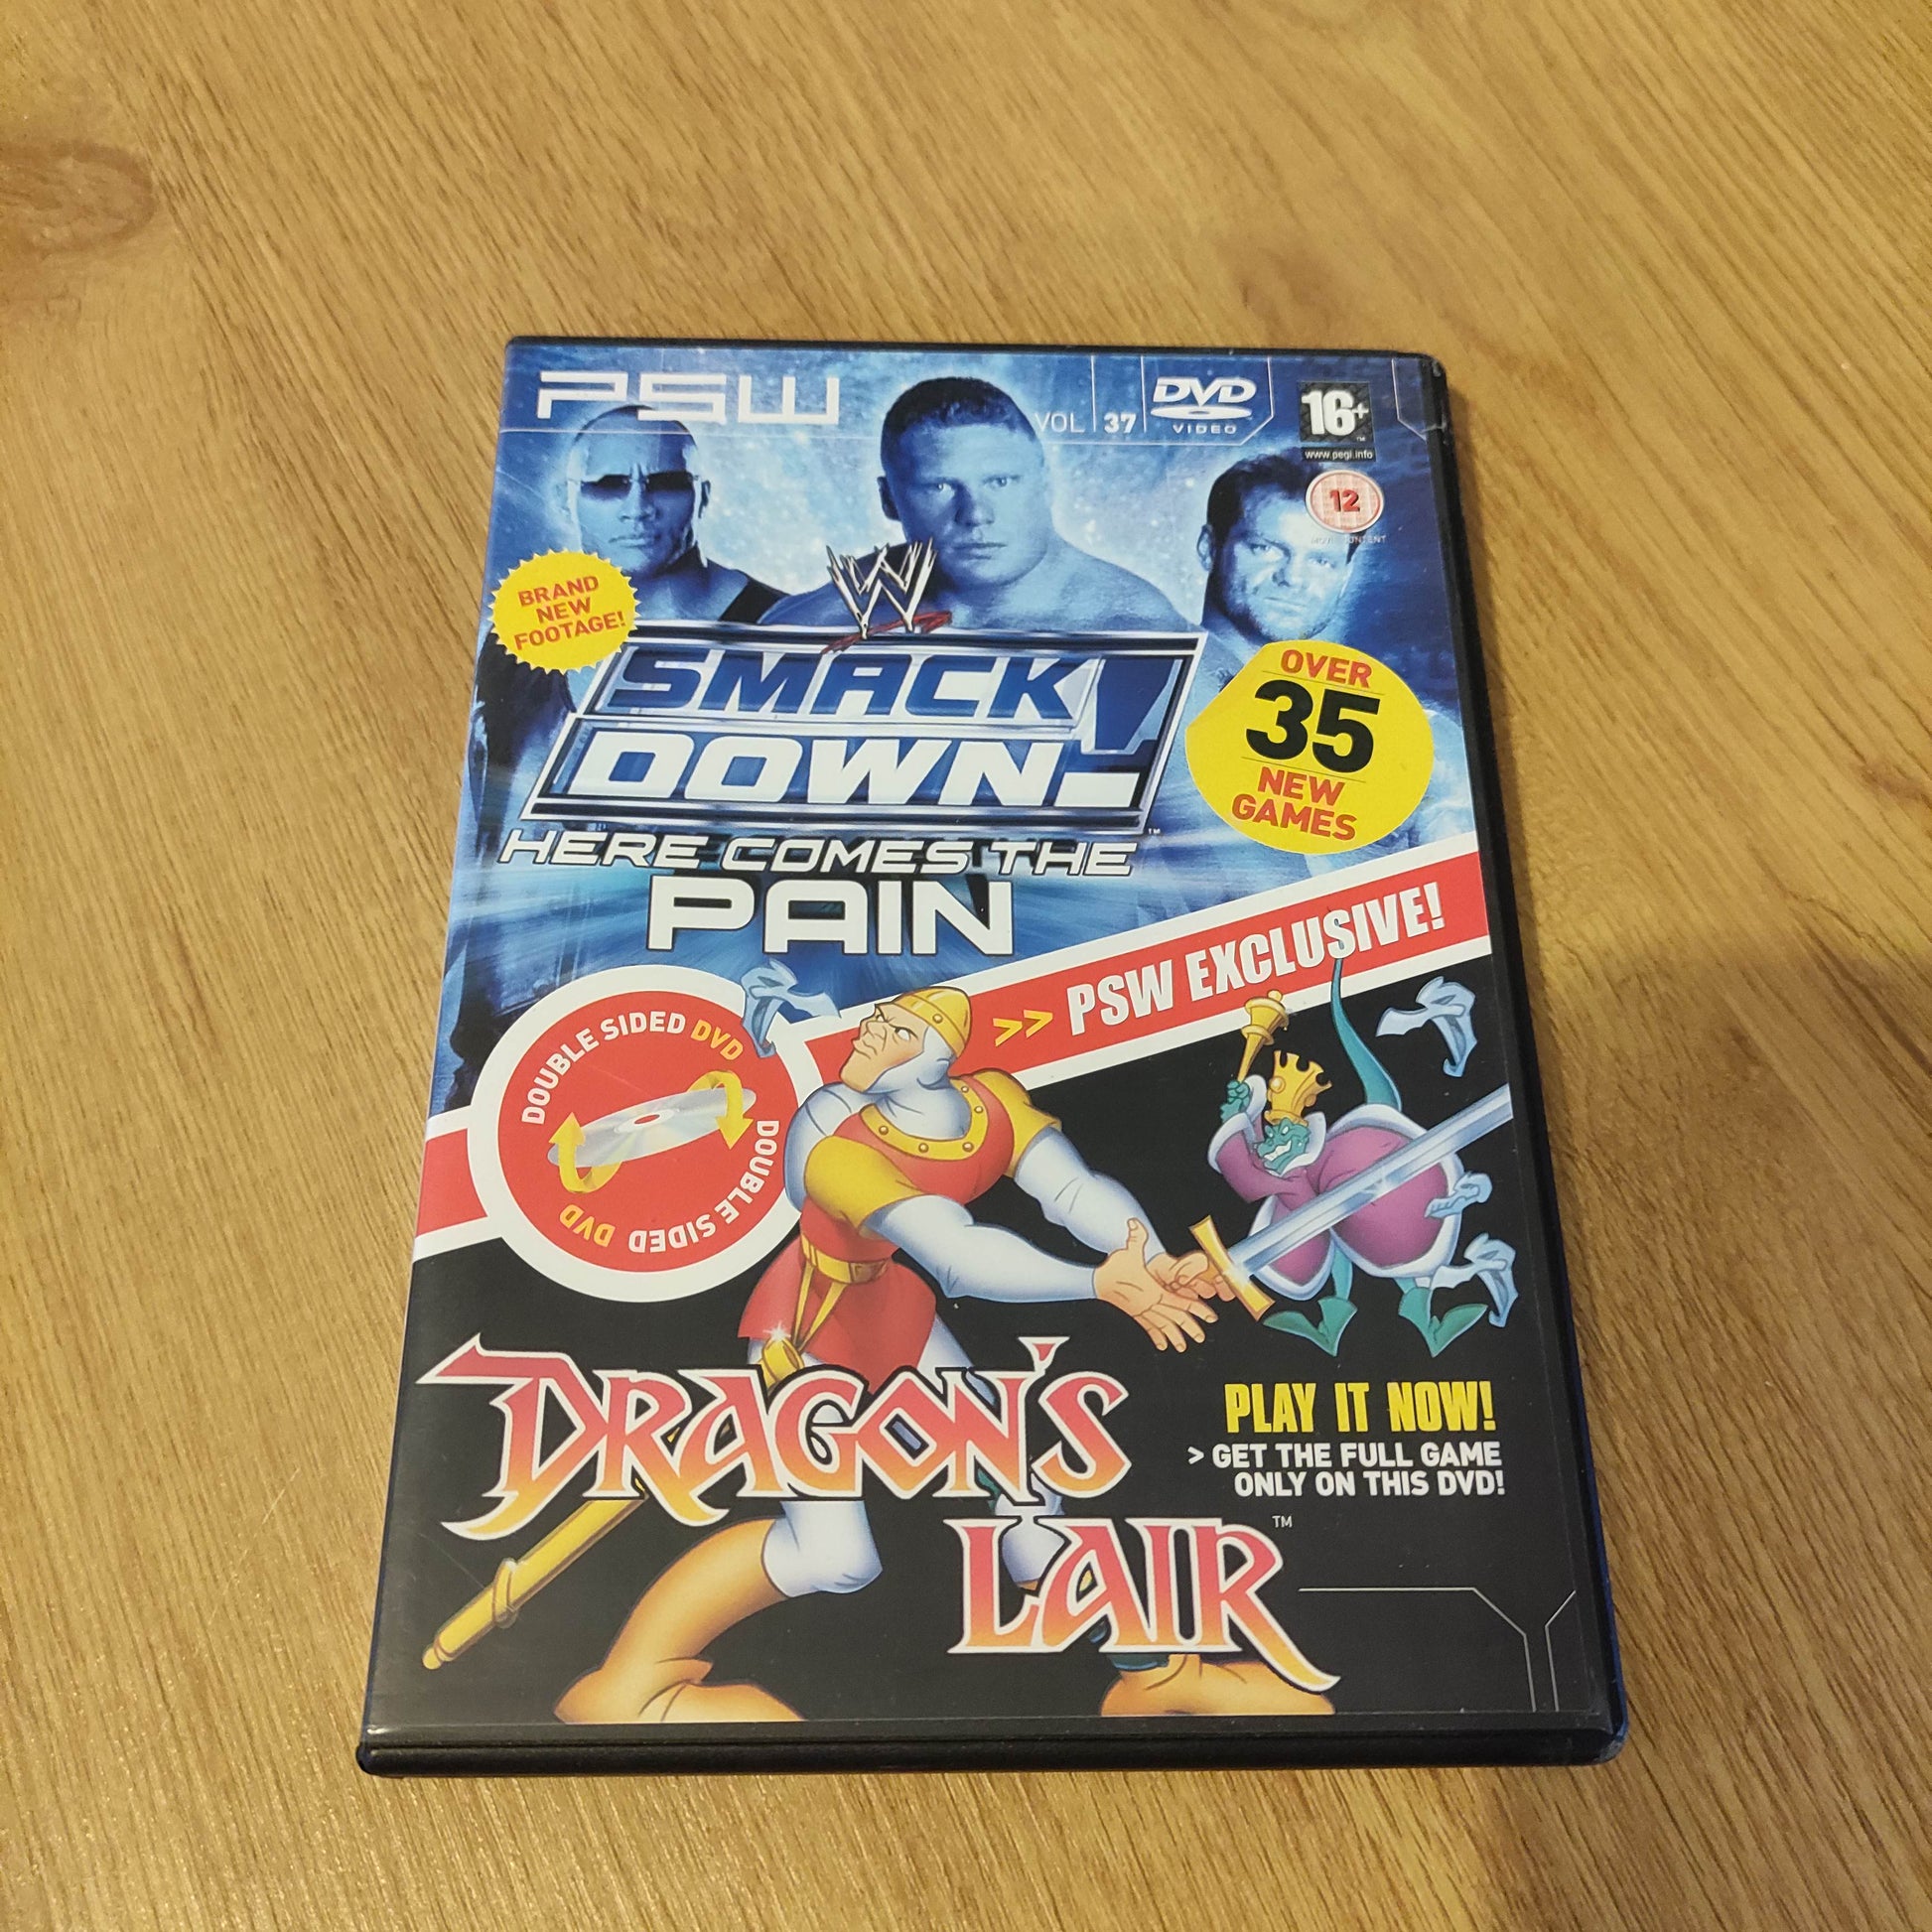 PSW
VOL 37
DVD
VIDEO
16+
www.pegi.info
12
BRAND
NEW
FOOTAGE!
W
SMACK
DOWN!
™
HERE COMES THE
PAIN
OVER
35
NEW
GAMES
>> PSW EXCLUSIVE!
DOUBLE SIDED DVD
DOUBLE SIDED DVD
DRAGON'S
LAIR™
PLAY IT NOW!
> GET THE FULL GAME
ONLY ON THIS DVD!